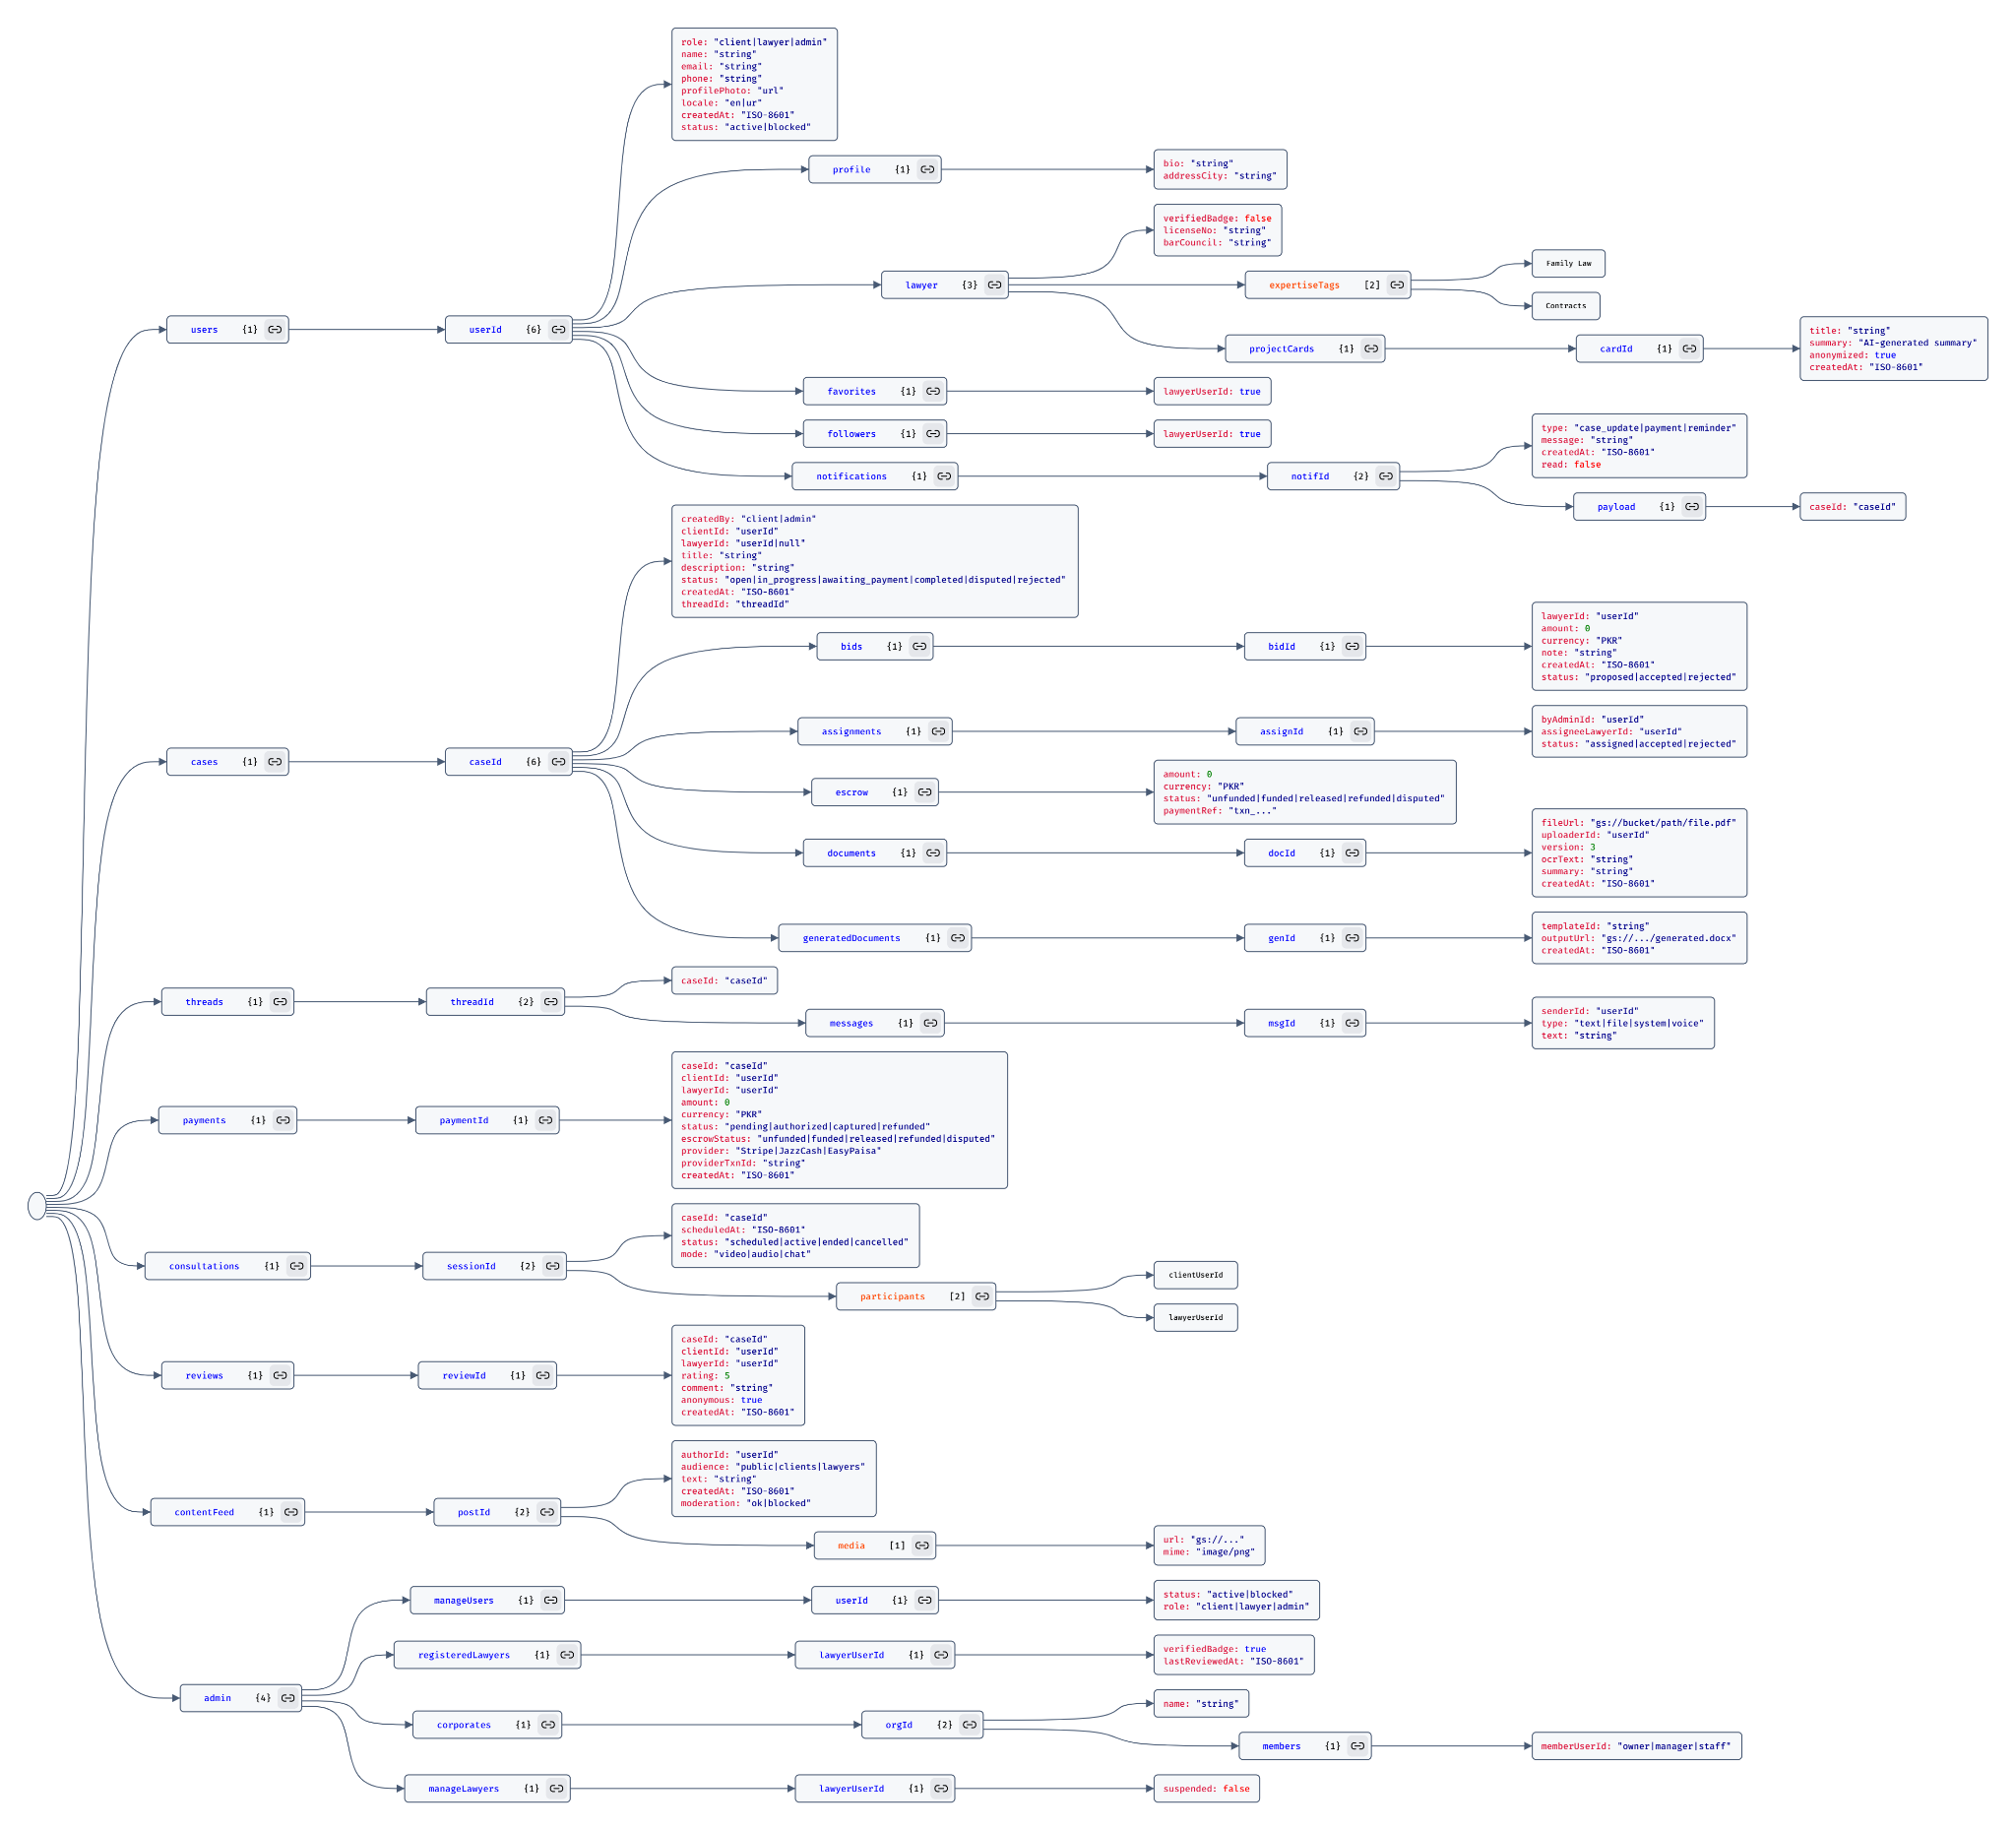 role: "client|lawyer|admin"
name: "string"
email: "string"
phone: "string"
profilePhoto: "url"
locale: "en|ur"
createdAt: "ISO-8601"
status: "active|blocked"
profile {1}
bio: "string"
addressCity: "string"
verifiedBadge: false
licenseNo: "string"
barCouncil: "string"
lawyer {3}
expertiseTags [2]
Family Law
Contracts
users {1}
userId {6}
projectCards {1}
cardId {1}
title: "string"
summary: "AI-generated summary"
anonymized: true
createdAt: "ISO-8601"
favorites {1}
lawyerUserId: true
followers {1}
lawyerUserId: true
notifications {1}
notifId {2}
type: "case_update|payment|reminder"
message: "string"
createdAt: "ISO-8601"
read: false
payload {1}
caseId: "caseId"
createdBy: "client|admin"
clientId: "userId"
lawyerId: "userId|null"
title: "string"
description: "string"
status: "open|in_progress|awaiting_payment|completed|disputed|rejected"
createdAt: "ISO-8601"
threadId: "threadId"
bids {1}
bidId {1}
lawyerId: "userId"
amount: 0
currency: "PKR"
note: "string"
createdAt: "ISO-8601"
status: "proposed|accepted|rejected"
assignments {1}
assignId {1}
byAdminId: "userId"
assigneeLawyerId: "userId"
status: "assigned|accepted|rejected"
cases {1}
caseId {6}
escrow {1}
amount: 0
currency: "PKR"
status: "unfunded|funded|released|refunded|disputed"
paymentRef: "txn_..."
documents {1}
docId {1}
fileUrl: "gs://bucket/path/file.pdf"
uploaderId: "userId"
version: 3
ocrText: "string"
summary: "string"
createdAt: "ISO-8601"
generatedDocuments {1}
genId {1}
templateId: "string"
outputUrl: "gs://.../generated.docx"
createdAt: "ISO-8601"
threads {1}
threadId {2}
caseId: "caseId"
messages {1}
msgId {1}
senderId: "userId"
type: "text|file|system|voice"
text: "string"
payments {1}
paymentId {1}
caseId: "caseId"
clientId: "userId"
lawyerId: "userId"
amount: 0
currency: "PKR"
status: "pending|authorized|captured|refunded"
escrowStatus: "unfunded|funded|released|refunded|disputed"
provider: "Stripe|JazzCash|EasyPaisa"
providerTxnId: "string"
createdAt: "ISO-8601"
consultations {1}
sessionId {2}
caseId: "caseId"
scheduledAt: "ISO-8601"
status: "scheduled|active|ended|cancelled"
mode: "video|audio|chat"
participants [2]
clientUserId
lawyerUserId
reviews {1}
reviewId {1}
caseId: "caseId"
clientId: "userId"
lawyerId: "userId"
rating: 5
comment: "string"
anonymous: true
createdAt: "ISO-8601"
contentFeed {1}
postId {2}
authorId: "userId"
audience: "public|clients|lawyers"
text: "string"
createdAt: "ISO-8601"
moderation: "ok|blocked"
media [1]
url: "gs://..."
mime: "image/png"
manageUsers {1}
userId {1}
status: "active|blocked"
role: "client|lawyer|admin"
registeredLawyers {1}
lawyerUserId {1}
verifiedBadge: true
lastReviewedAt: "ISO-8601"
admin {4}
corporates {1}
orgId {2}
name: "string"
members {1}
memberUserId: "owner|manager|staff"
manageLawyers {1}
lawyerUserId {1}
suspended: false